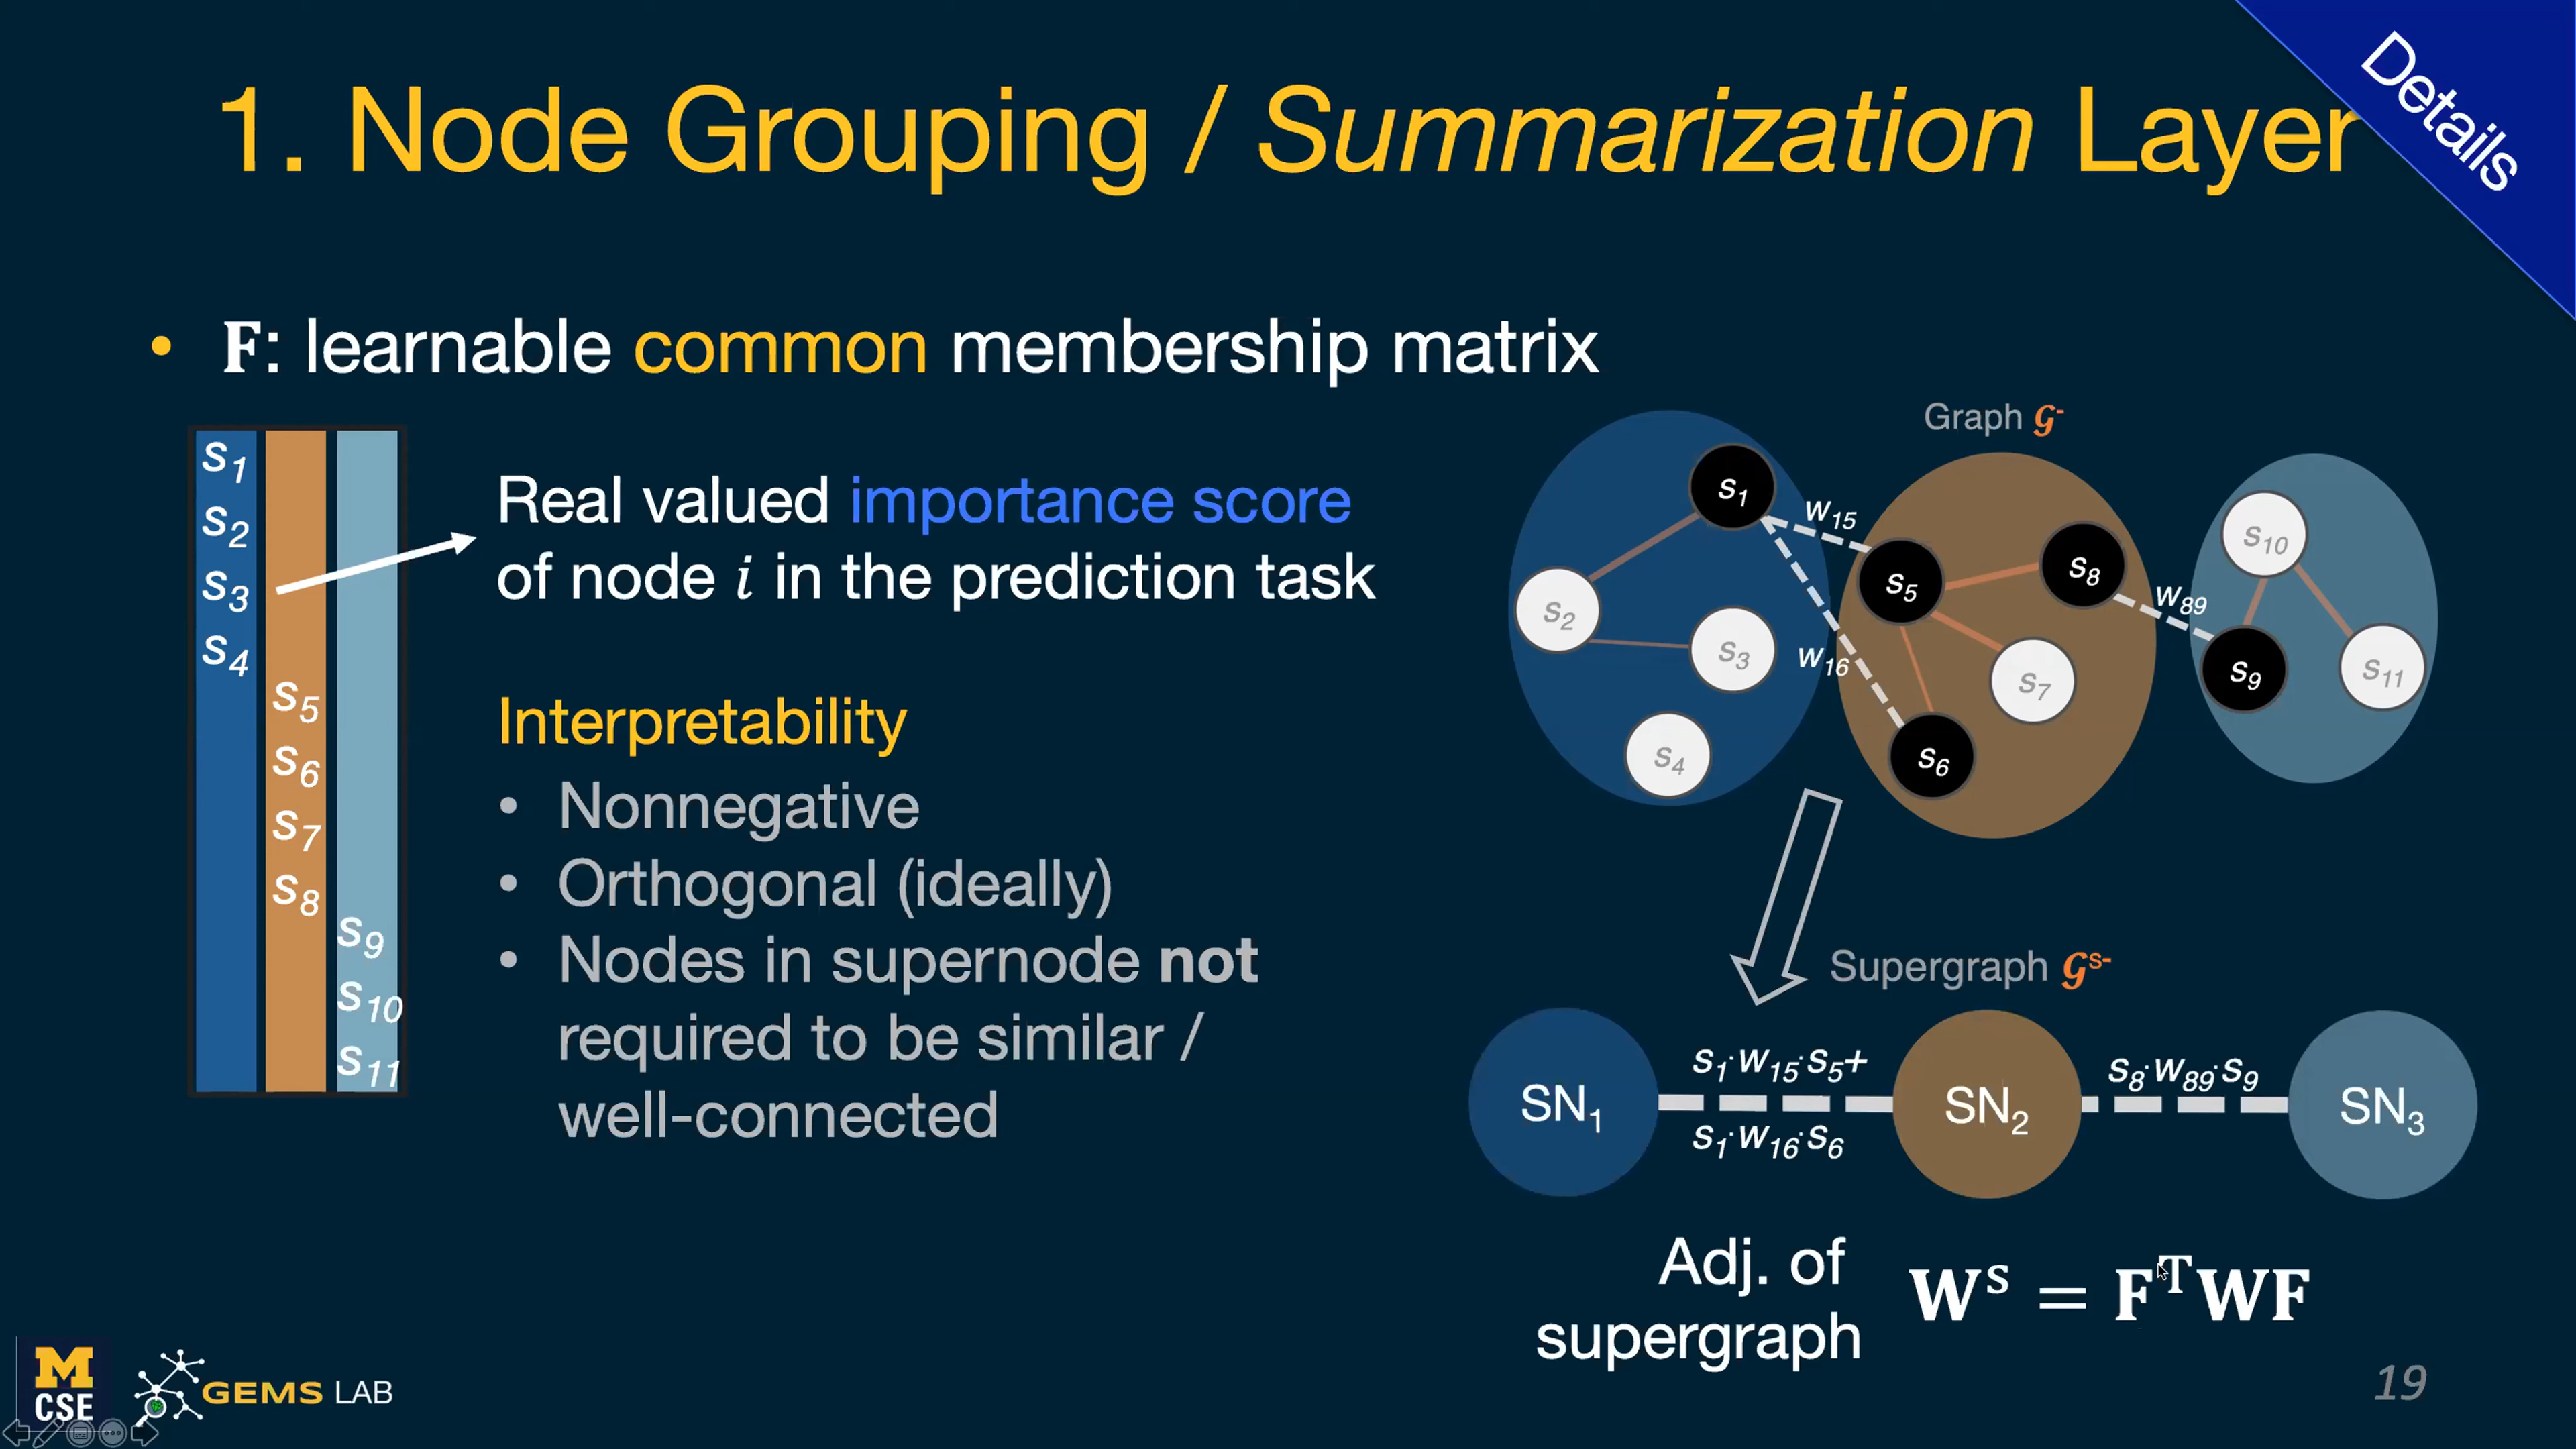 Details
1. Node Grouping / Summarization Layer
• F: learnable common membership matrix
s1
s2
s3
s4
s5
s6
s7
s8
s9
s10
s11
Real valued importance score
of node i in the prediction task
Interpretability
• Nonnegative
• Orthogonal (ideally)
• Nodes in supernode not
required to be similar /
well-connected
Graph 𝒢-
s1
w15
s5
s8
s10
s2
s3
w16
w89
s7
s9
s11
s4
s6
Supergraph 𝒢s-
SN1
s1·w15·s5+
s1·w16·s6
SN2
s8·w89·s9
SN3
Adj. of
supergraph
Wˢ = FᵀWF
M
CSE
GEMS LAB
19